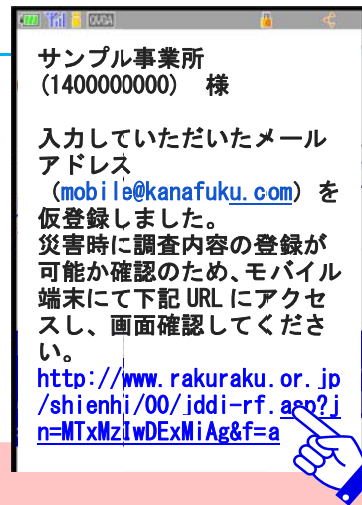 QVGA
サンプル事業所
(1400000000) 様
入力していただいたメール
アドレス
(mobile@kanafuku.com) を
仮登録しました。
災害時に調査内容の登録が
可能か確認のため、モバイル
端末にて下記 URL にアクセ
スし、画面確認してくださ
い。
http://www.rakuraku.or.jp
/shienhi/00/jddi-rf.asp?j
n=MTxMzIwDExMiAg&f=a